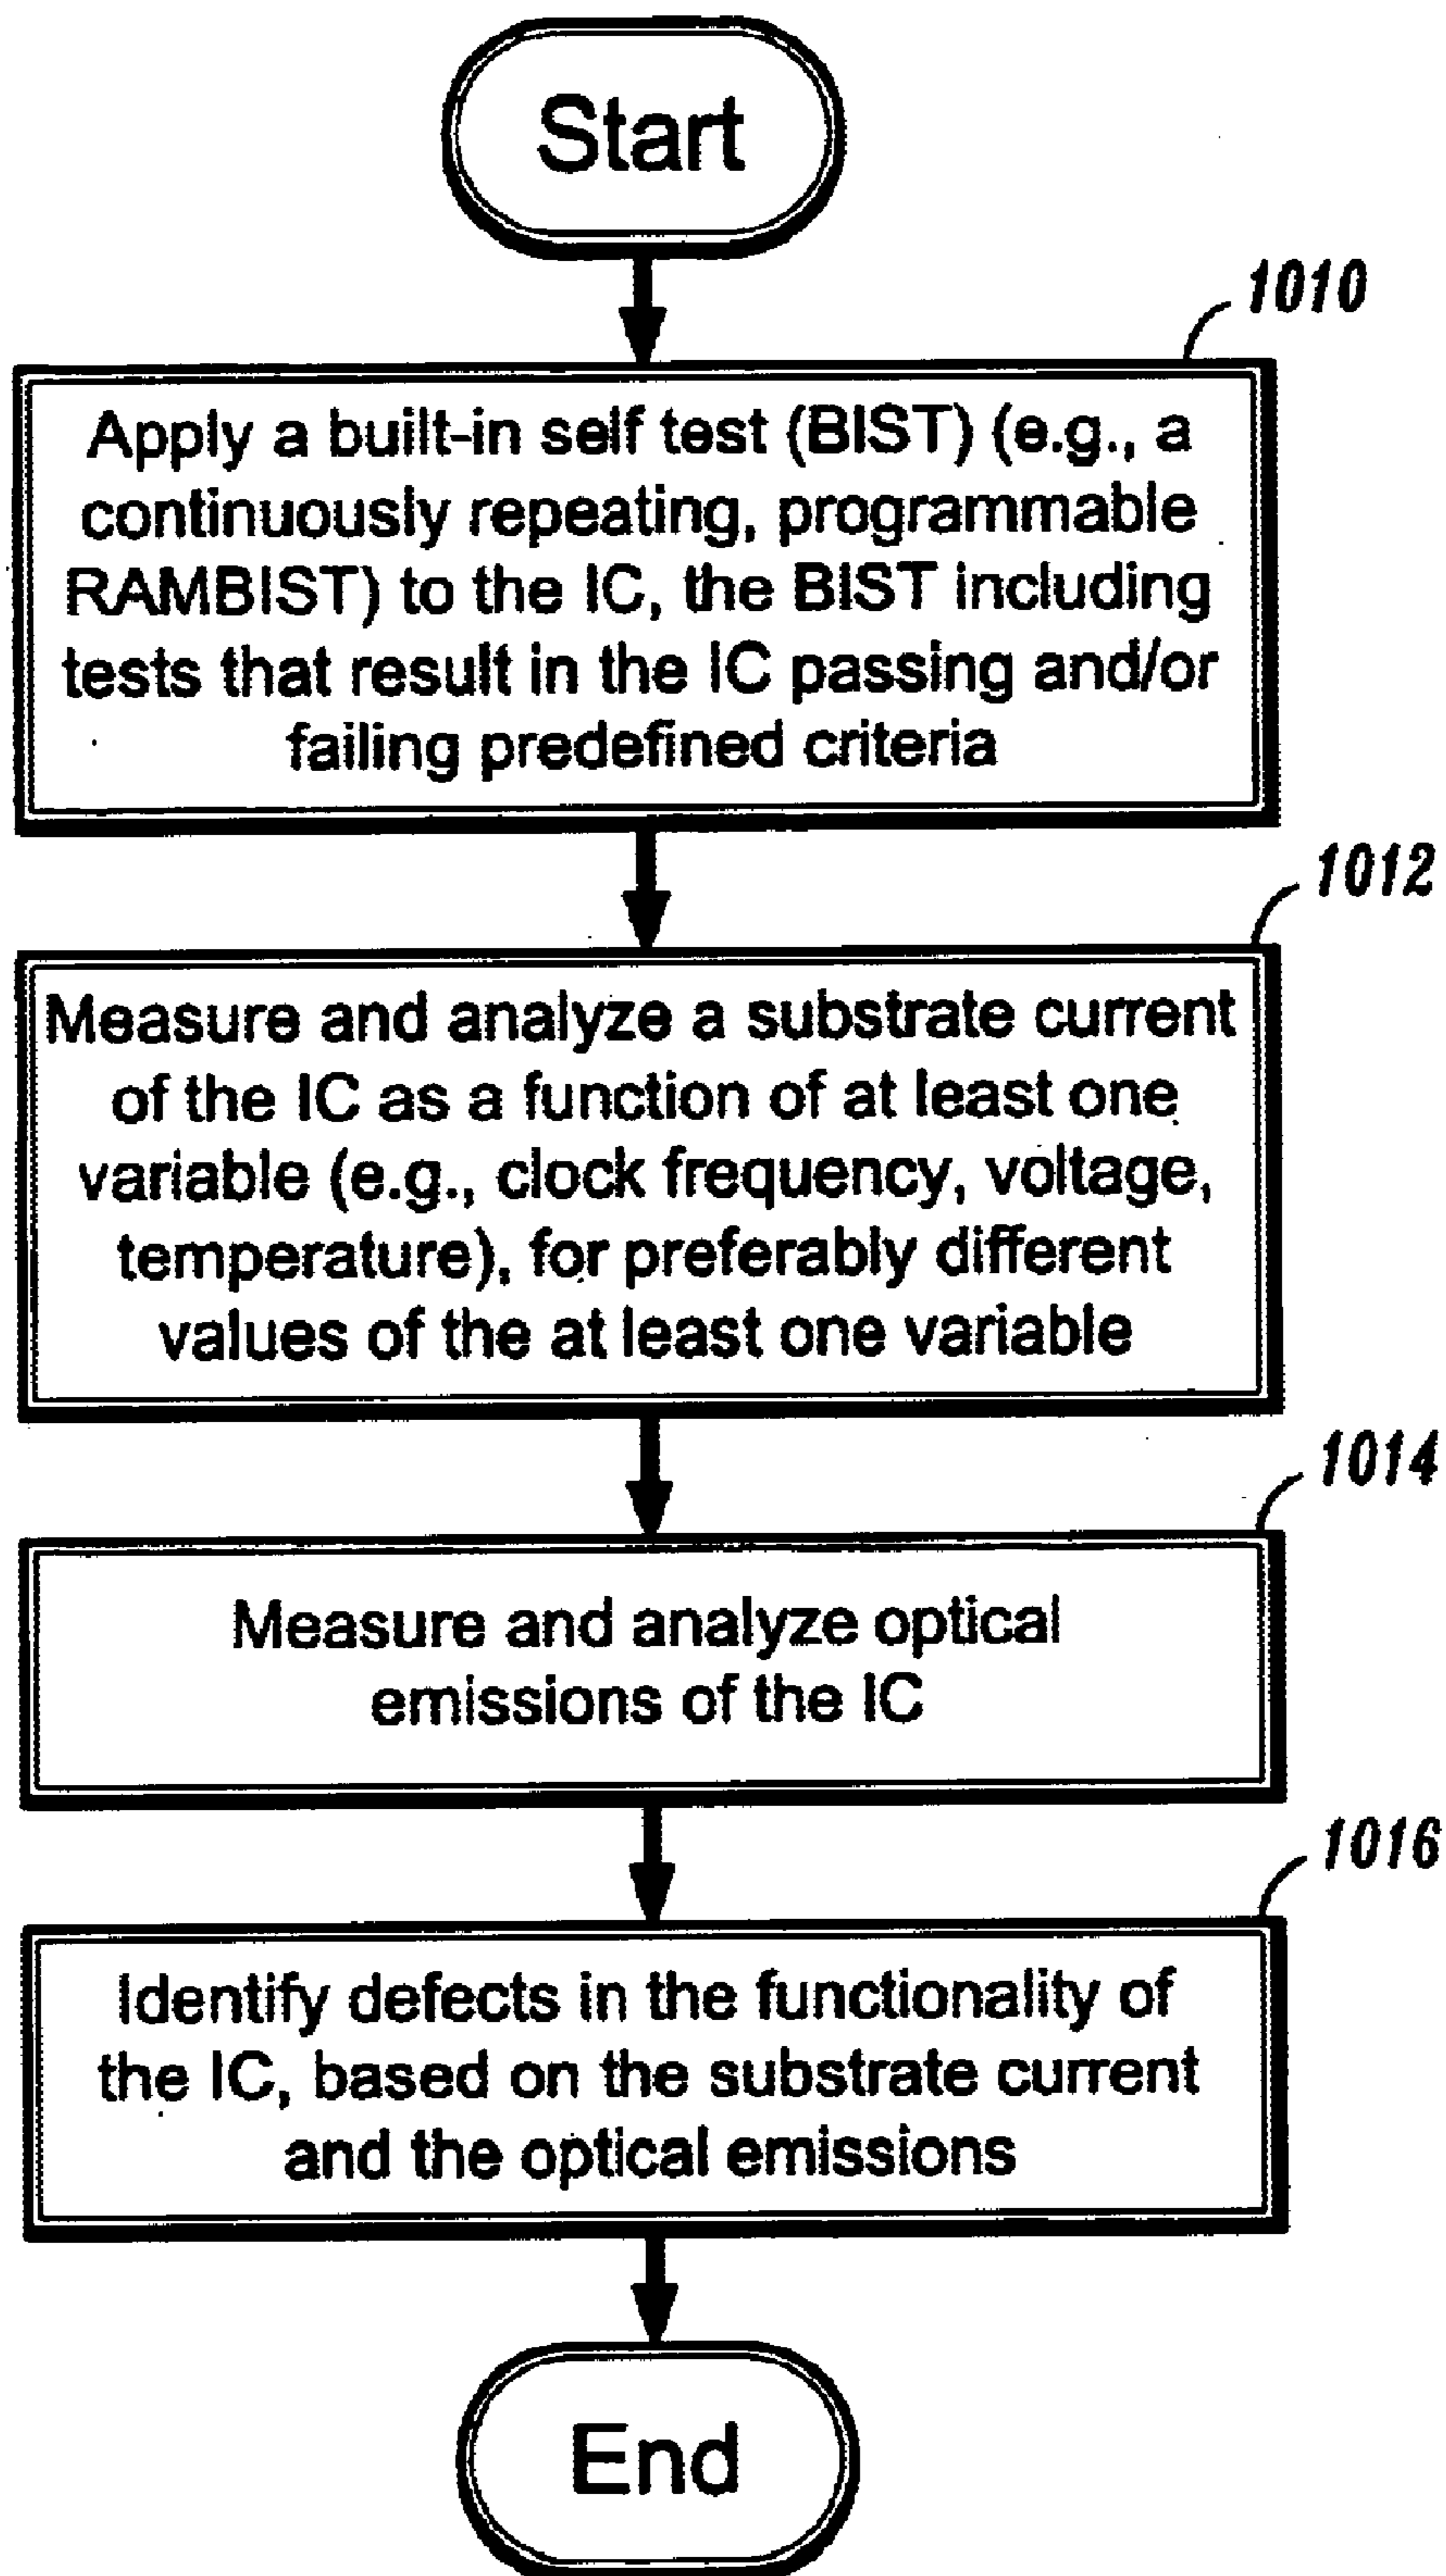 Start
1010
Apply a built-in self test (BIST) (e.g., a
continuously repeating, programmable
RAMBIST) to the IC, the BIST including
tests that result in the IC passing and/or
failing predefined criteria
1012
Measure and analyze a substrate current
of the IC as a function of at least one
variable (e.g., clock frequency, voltage,
temperature), for preferably different
values of the at least one variable
1014
Measure and analyze optical
emissions of the IC
1016
Identify defects in the functionality of
the IC, based on the substrate current
and the optical emissions
End